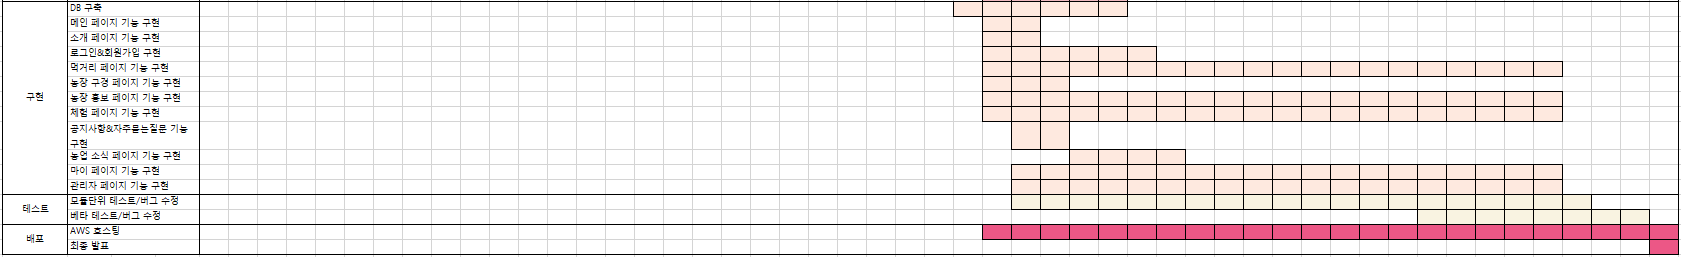 DB 구축
메인 페이지 기능 구현
소개 페이지 기능 구현
로그인&회원가입 구현
먹거리 페이지 기능 구현
농장 구경 페이지 기능 구현
구현
농장 홍보 페이지 기능 구현
체험 페이지 기능 구현
공지사항&자주묻는질문 기능
구현
농업 소식 페이지 기능 구현
마이 페이지 기능 구현
관리자 페이지 기능 구현
테스트
모듈단위 테스트/버그 수정
베타 테스트/버그 수정
배포
AWS 호스팅
최종 발표